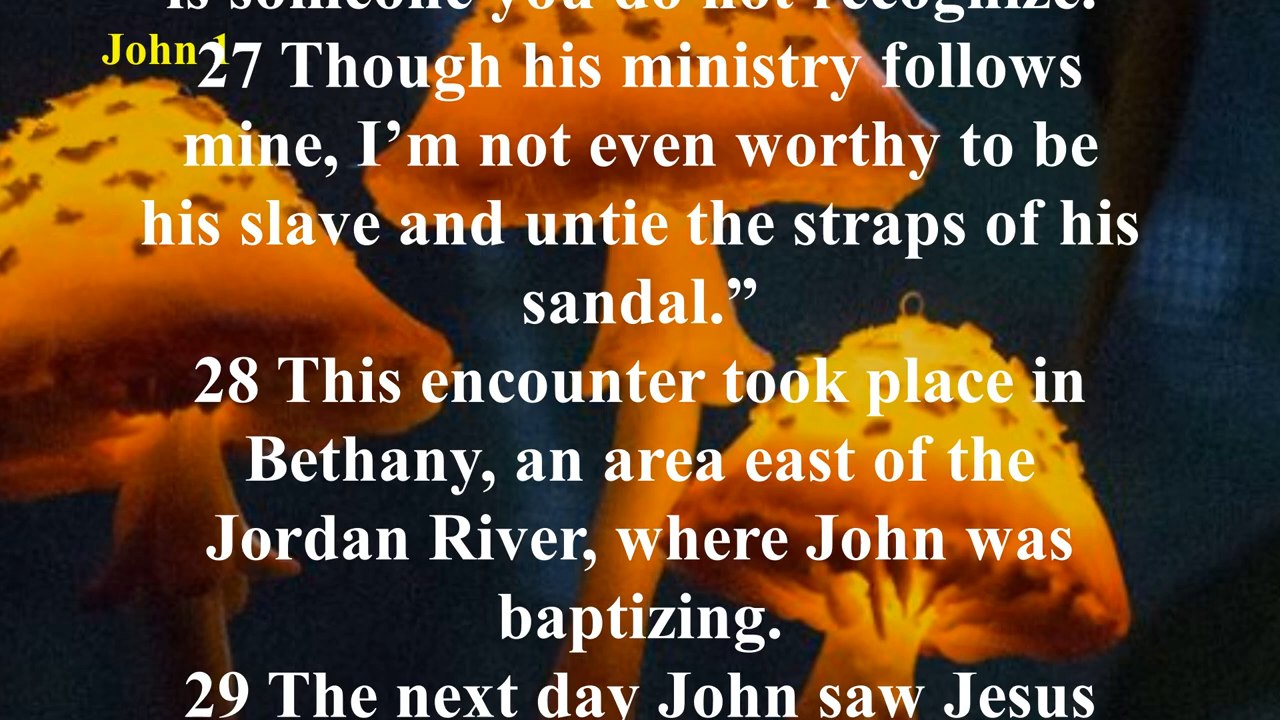 is someone you do not recognize.
John 1
27 Though his ministry follows
mine, I’m not even worthy to be
his slave and untie the straps of his
sandal.”
28 This encounter took place in
Bethany, an area east of the
Jordan River, where John was
baptizing.
29 The next day John saw Jesus